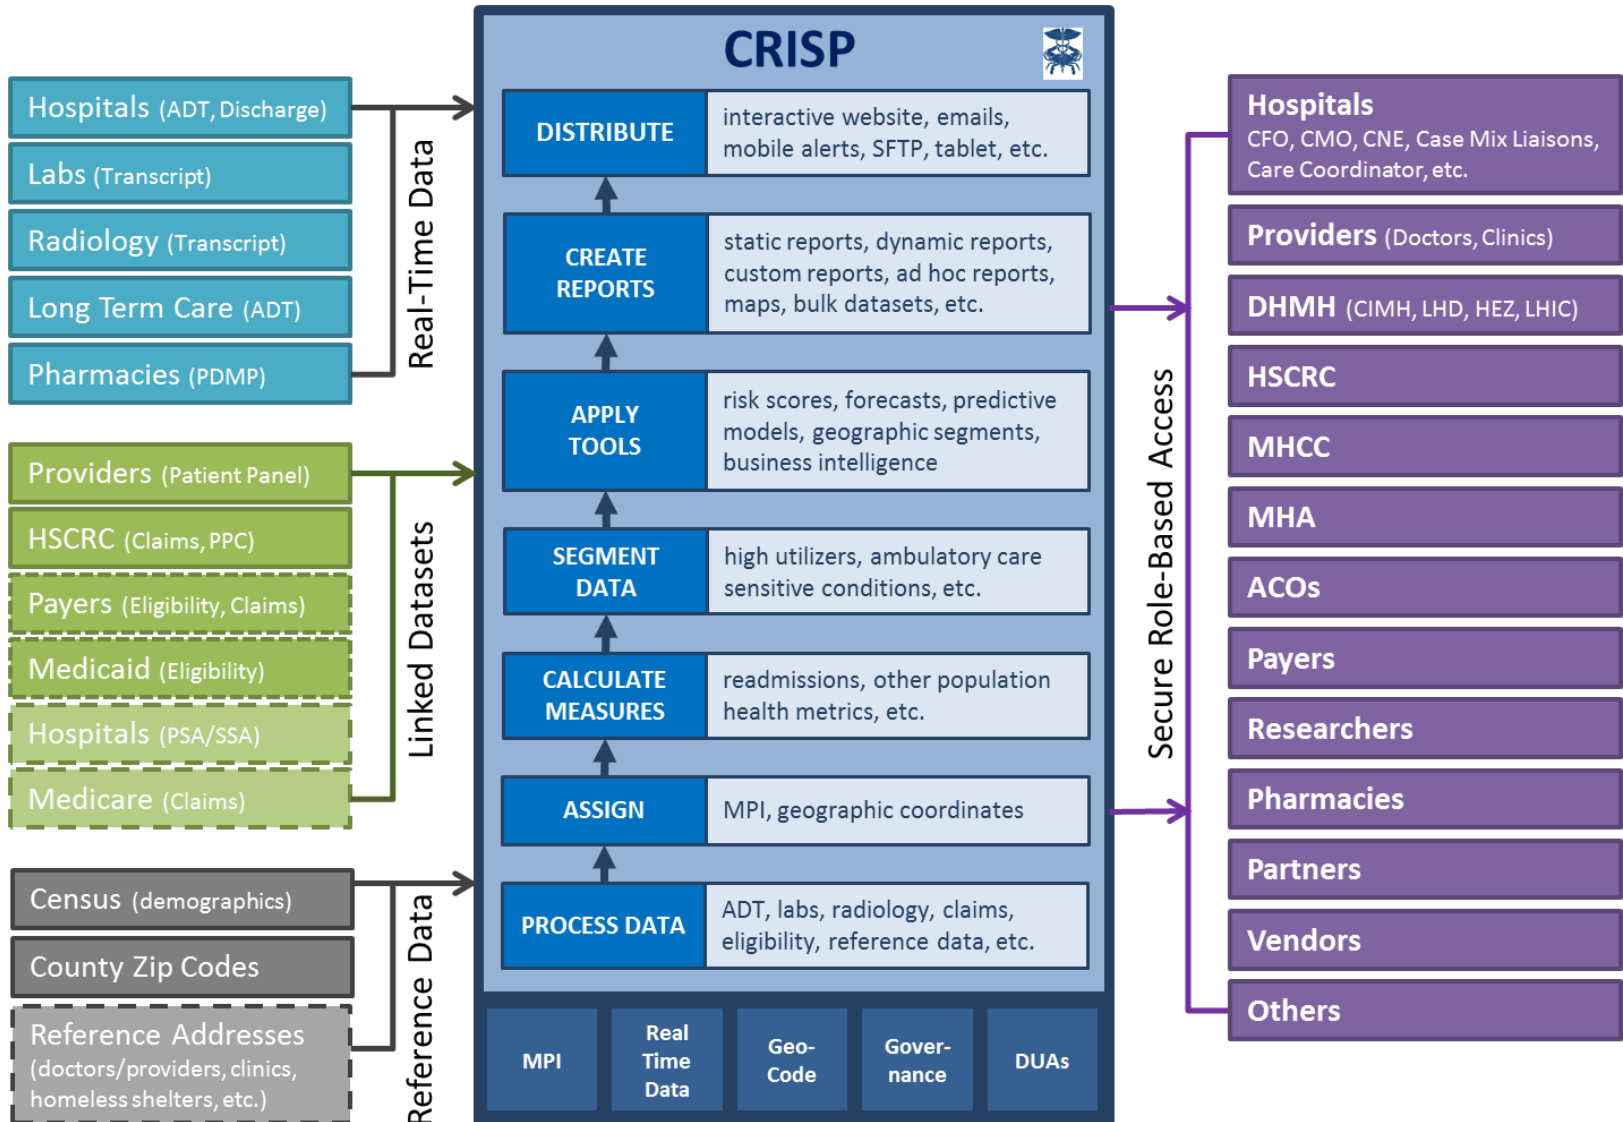 CRISP
Hospitals (ADT, Discharge)
Labs (Transcript)
Radiology (Transcript)
Long Term Care (ADT)
Pharmacies (PDMP)
Real-Time Data
Providers (Patient Panel)
HSCRC (Claims, PPC)
Payers (Eligibility, Claims)
Medicaid (Eligibility)
Hospitals (PSA/SSA)
Medicare (Claims)
Linked Datasets
Census (demographics)
County Zip Codes
Reference Addresses
(doctors/providers, clinics,
homeless shelters, etc.)
Reference Data
DISTRIBUTE
interactive website, emails,
mobile alerts, SFTP, tablet, etc.
CREATE
REPORTS
static reports, dynamic reports,
custom reports, ad hoc reports,
maps, bulk datasets, etc.
APPLY
TOOLS
risk scores, forecasts, predictive
models, geographic segments,
business intelligence
SEGMENT
DATA
high utilizers, ambulatory care
sensitive conditions, etc.
CALCULATE
MEASURES
readmissions, other population
health metrics, etc.
ASSIGN
MPI, geographic coordinates
PROCESS DATA
ADT, labs, radiology, claims,
eligibility, reference data, etc.
MPI
Real
Time
Data
Geo-
Code
Gover-
nance
DUAs
Secure Role-Based Access
Hospitals
CFO, CMO, CNE, Case Mix Liaisons,
Care Coordinator, etc.
Providers (Doctors, Clinics)
DHMH (CIMH, LHD, HEZ, LHIC)
HSCRC
MHCC
MHA
ACOs
Payers
Researchers
Pharmacies
Partners
Vendors
Others